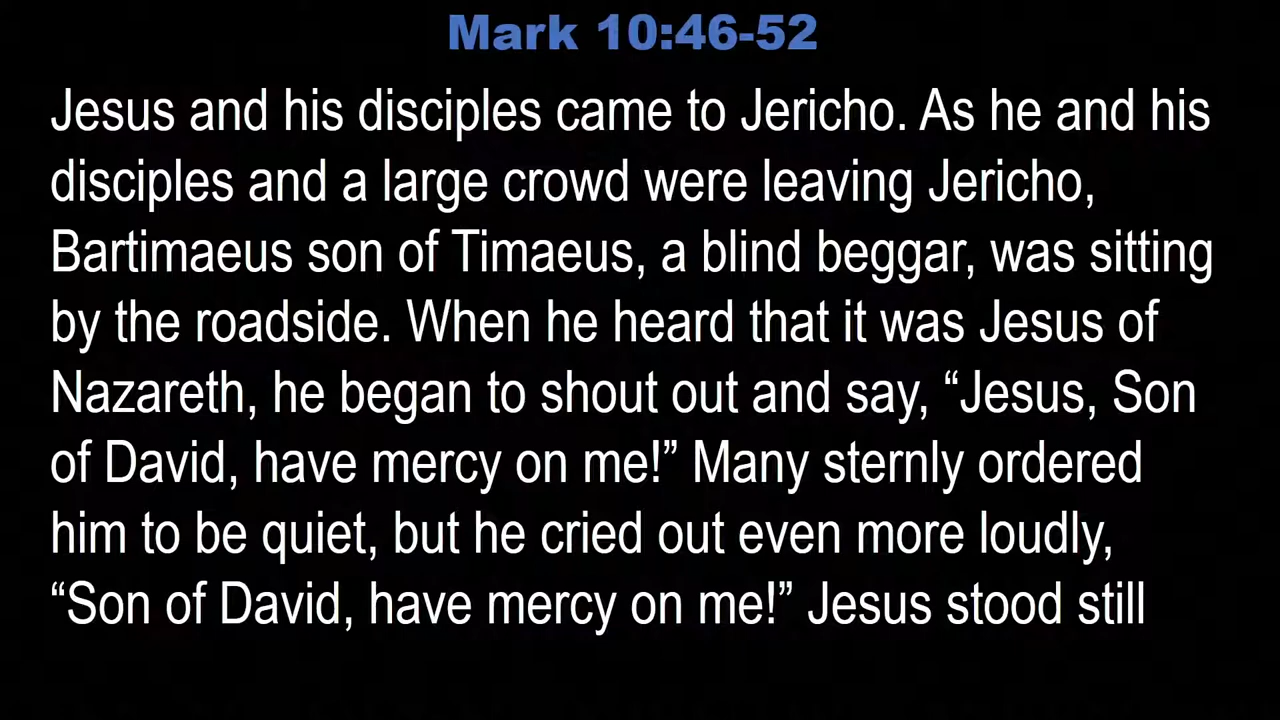 Mark 10:46-52
Jesus and his disciples came to Jericho. As he and his
disciples and a large crowd were leaving Jericho,
Bartimaeus son of Timaeus, a blind beggar, was sitting
by the roadside. When he heard that it was Jesus of
Nazareth, he began to shout out and say, “Jesus, Son
of David, have mercy on me!” Many sternly ordered
him to be quiet, but he cried out even more loudly,
“Son of David, have mercy on me!” Jesus stood still